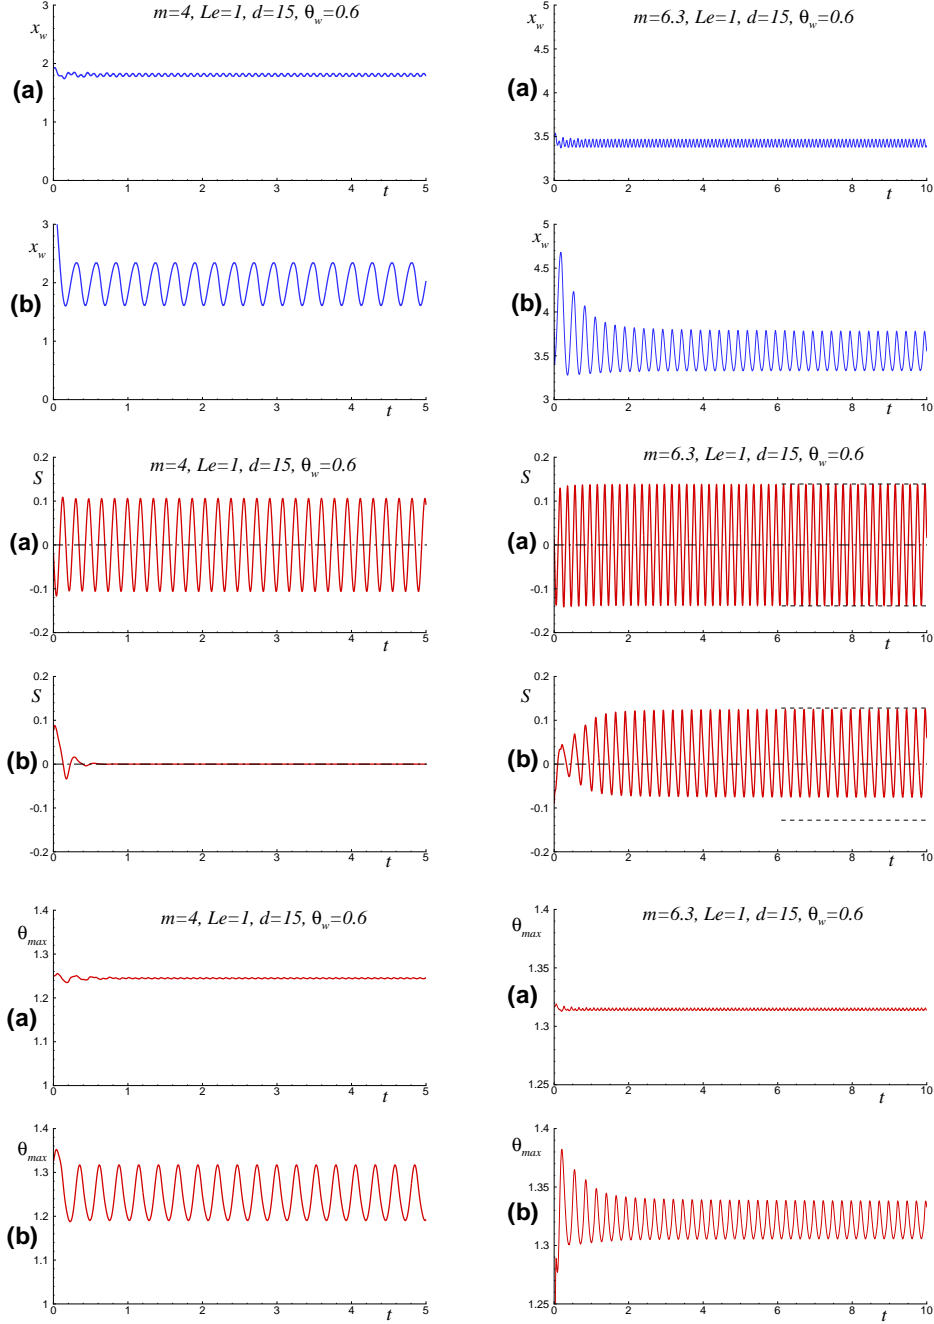 m=4, Le=1, d=15, θw=0.6
xw
3
2
1
0
0 1 2 3 4 5
t
(a)
m=6.3, Le=1, d=15, θw=0.6
xw
5
4.5
4
3.5
3
0 2 4 6 8 10
t
(a)
xw
3
2
1
0
0 1 2 3 4 5
t
(b)
xw
5
4.5
4
3.5
3
0 2 4 6 8 10
t
(b)
m=4, Le=1, d=15, θw=0.6
S
0.2
0.1
0
-0.1
-0.2
0 1 2 3 4 5
t
(a)
m=6.3, Le=1, d=15, θw=0.6
S
0.2
0.1
0
-0.1
-0.2
0 2 4 6 8 10
t
(a)
S
0.2
0.1
0
-0.1
-0.2
0 1 2 3 4 5
t
(b)
S
0.2
0.1
0
-0.1
-0.2
0 2 4 6 8 10
t
(b)
m=4, Le=1, d=15, θw=0.6
θmax
1.4
1.3
1.2
1.1
1
0 1 2 3 4 5
t
(a)
m=6.3, Le=1, d=15, θw=0.6
θmax
1.4
1.35
1.3
1.25
0 2 4 6 8 10
t
(a)
θmax
1.4
1.3
1.2
1.1
1
0 1 2 3 4 5
t
(b)
θmax
1.4
1.35
1.3
1.25
0 2 4 6 8 10
t
(b)